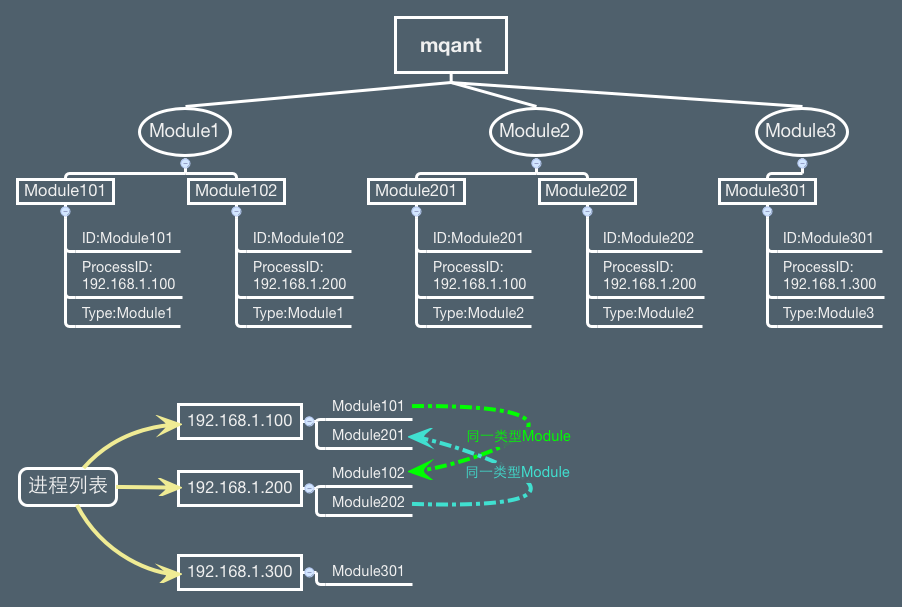 mqant
Module1
Module2
Module3
Module101
Module102
Module201
Module202
Module301
ID:Module101
ProcessID:
192.168.1.100
Type:Module1
ID:Module102
ProcessID:
192.168.1.200
Type:Module1
ID:Module201
ProcessID:
192.168.1.100
Type:Module2
ID:Module202
ProcessID:
192.168.1.200
Type:Module2
ID:Module301
ProcessID:
192.168.1.300
Type:Module3
进程列表
192.168.1.100
Module101
Module201
同一类型Module
192.168.1.200
Module102
Module202
同一类型Module
192.168.1.300
Module301